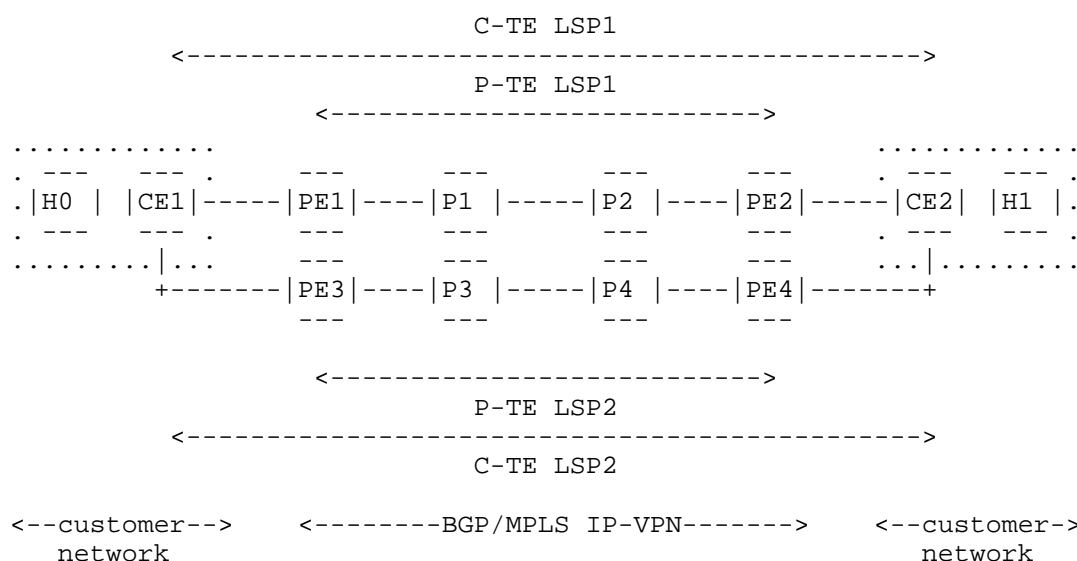 C-TE LSP1
          <---------------------------------------------->
                              P-TE LSP1
                   <--------------------------->
.............                                         .............
. ---   --- .     ---      ---       ---      ---     . ---   --- .
.|H0 | |CE1|-----|PE1|----|P1 |-----|P2 |----|PE2|-----|CE2| |H1 |.
. ---   --- .     ---      ---       ---      ---     . ---   --- .
.........|...     ---      ---       ---      ---     ...|.........
         +-------|PE3|----|P3 |-----|P4 |----|PE4|-------+
                  ---      ---       ---      ---
                   <--------------------------->
                              P-TE LSP2
          <---------------------------------------------->
                              C-TE LSP2
<--customer-->    <--------BGP/MPLS IP-VPN------->    <--customer->
   network                                               network